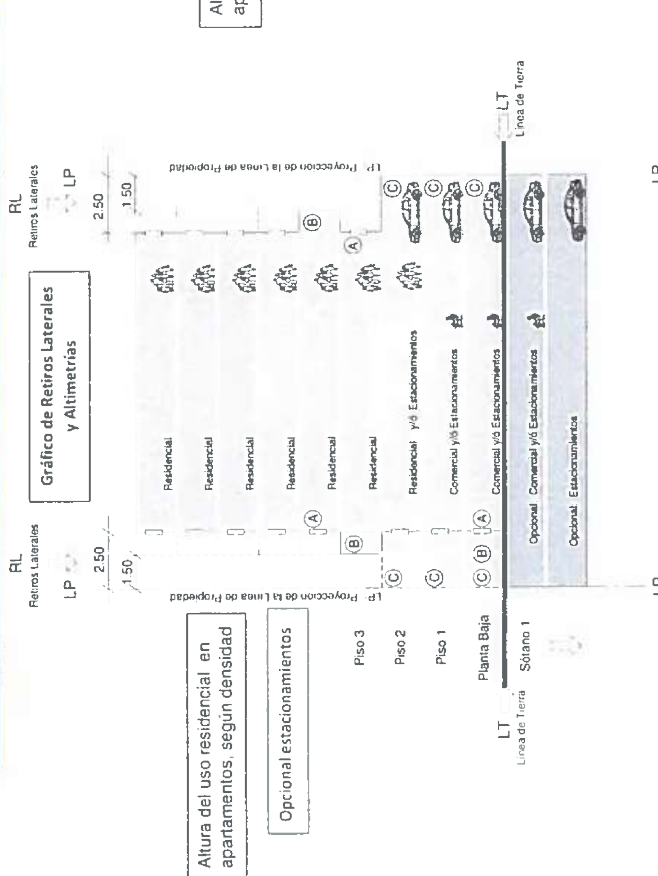 Al
ap
RL
Retiros Laterales
LP
2.50
1.50
Gráfico de Retiros Laterales
y Altimetrías
RL
Retiros Laterales
LP
2.50
1.50
LP Proyección de la Línea de Propiedad
LP Proyección de la Línea de Propiedad
Altura del uso residencial en
apartamentos, según densidad
Opcional estacionamientos
Residencial
Residencial
Residencial
Residencial
Residencial
Residencial
Residencial y/ó Estacionamientos
Comercial y/ó Estacionamientos
Comercial y/ó Estacionamientos
Opcional Comercial y/ó Estacionamientos
Opcional: Estacionamientos
A
B
C
C
C B A
B
A
C
C
C
Piso 3
Piso 2
Piso 1
Planta Baja
Sótano 1
LT
Línea de Tierra
LT
Línea de Tierra
LP
LP